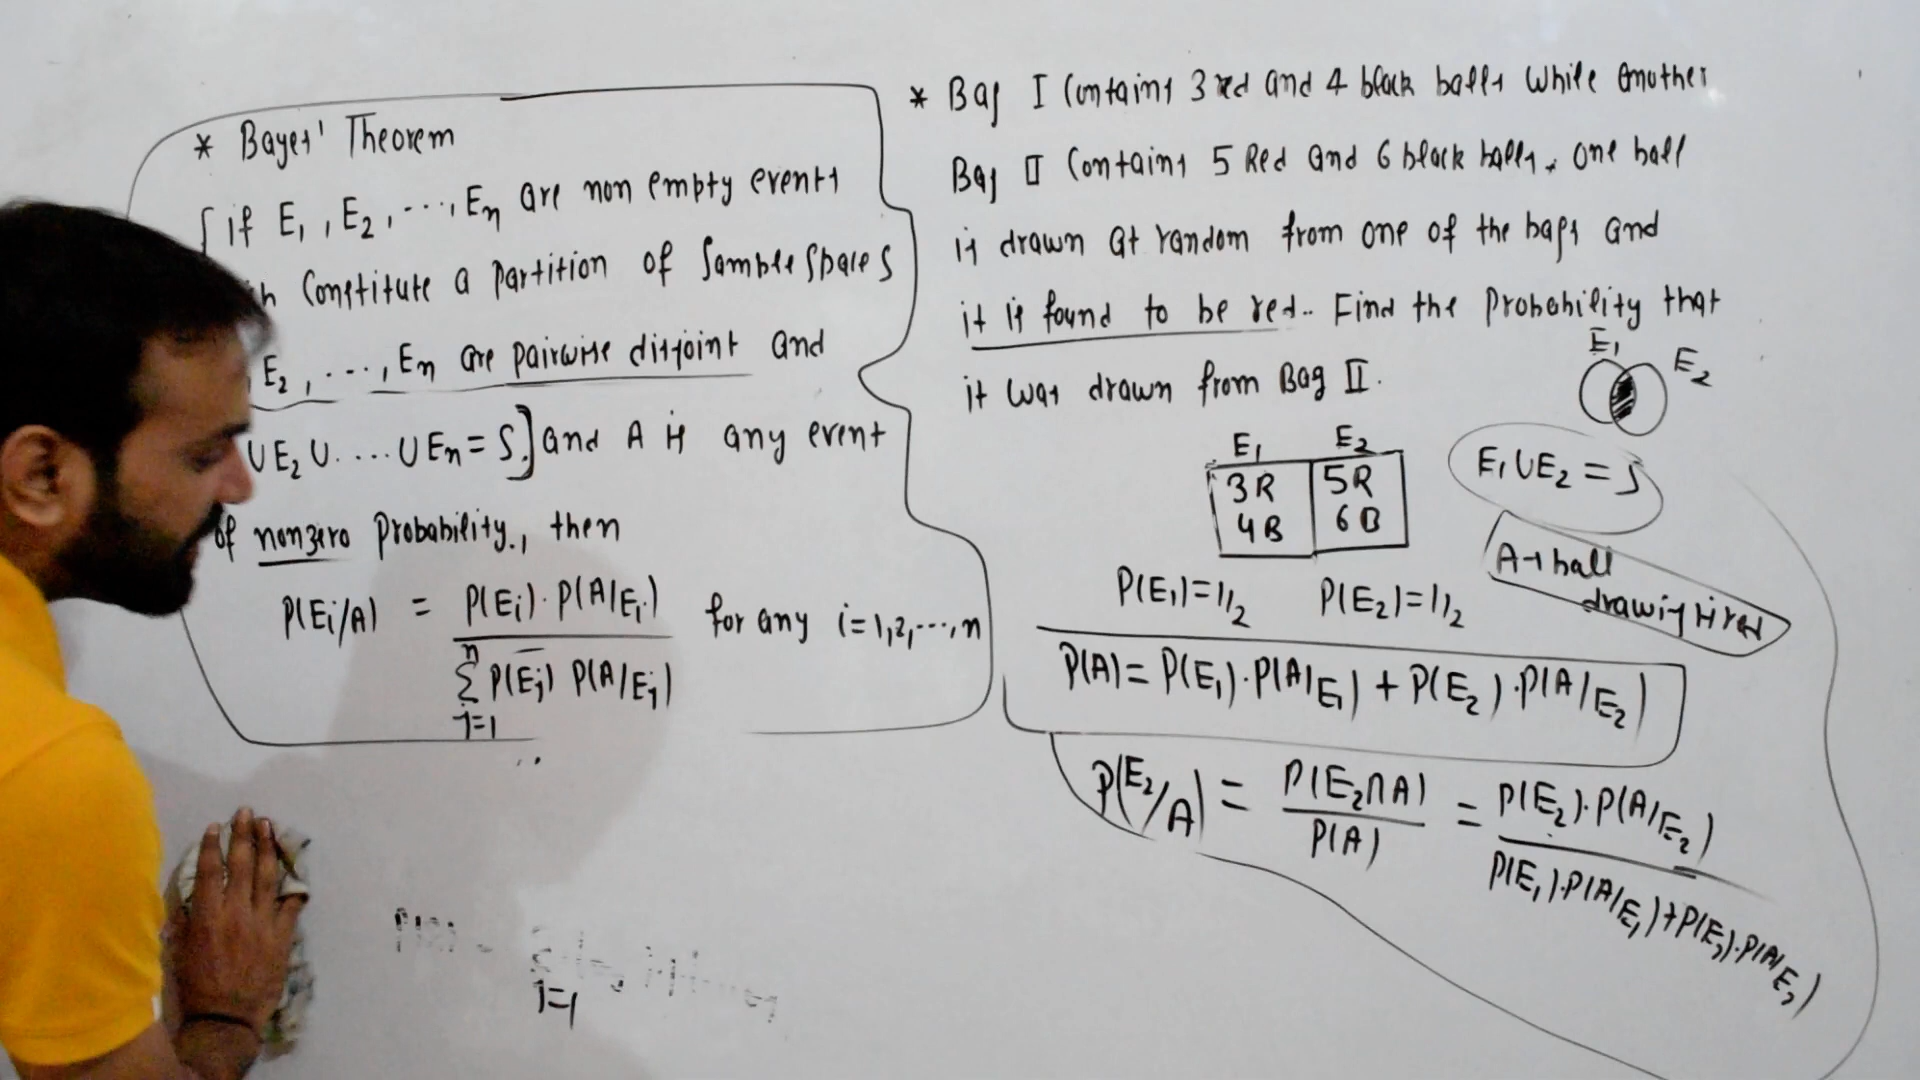 * Bayes' Theorem
[if E₁, E₂, ..., Eₙ are non empty events
Constitute a partition of Sample Space S
E₂, ..., Eₙ are pairwise disjoint and
∪ E₂ ∪ .... ∪ Eₙ = S.] and A is any event
of nonzero Probability., then
P(Ei/A) = P(Ei)·P(A/Ei) / Σⁿⱼ₌₁ P(Ej) P(A/Ej) for any i=1,2,...,n
j=1
* Bag I Contains 3 red and 4 black balls While Another
Bag II Contains 5 Red and 6 black balls. One ball
is drawn at random from one of the bags and
it is found to be red.. Find the Probability that
it was drawn from Bag II.
E₁ E₂
E₁ E₂
3R 5R
4B 6B
E₁∪E₂ = S
A→ball
drawing is red
P(E₁)=1/2 P(E₂)=1/2
P(A) = P(E₁)·P(A/E₁) + P(E₂)·P(A/E₂)
P(E₂/A) = P(E₂∩A) / P(A) = P(E₂)·P(A/E₂) / P(E₁)·P(A/E₁)+P(E₂)·P(A/E₂)